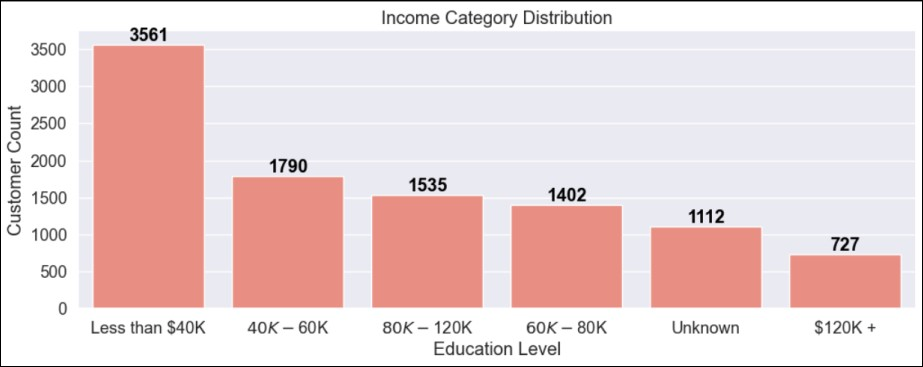 Income Category Distribution
3561
1790
1535
1402
1112
727
3500
3000
2500
2000
1500
1000
500
0
Customer Count
Less than $40K
40K – 60K
80K – 120K
60K – 80K
Unknown
$120K +
Education Level